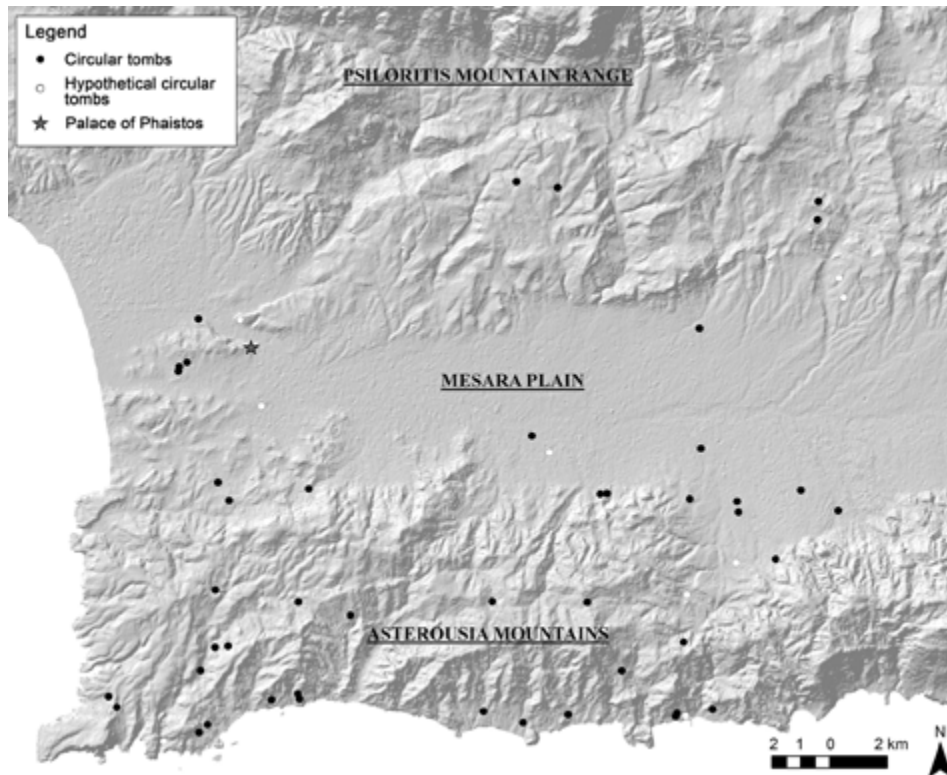 Legend
Circular tombs
Hypothetical circular
tombs
Palace of Phaistos
PSILORITIS MOUNTAIN RANGE
MESARA PLAIN
ASTEROUSIA MOUNTAINS
N
2 1 0 2 km